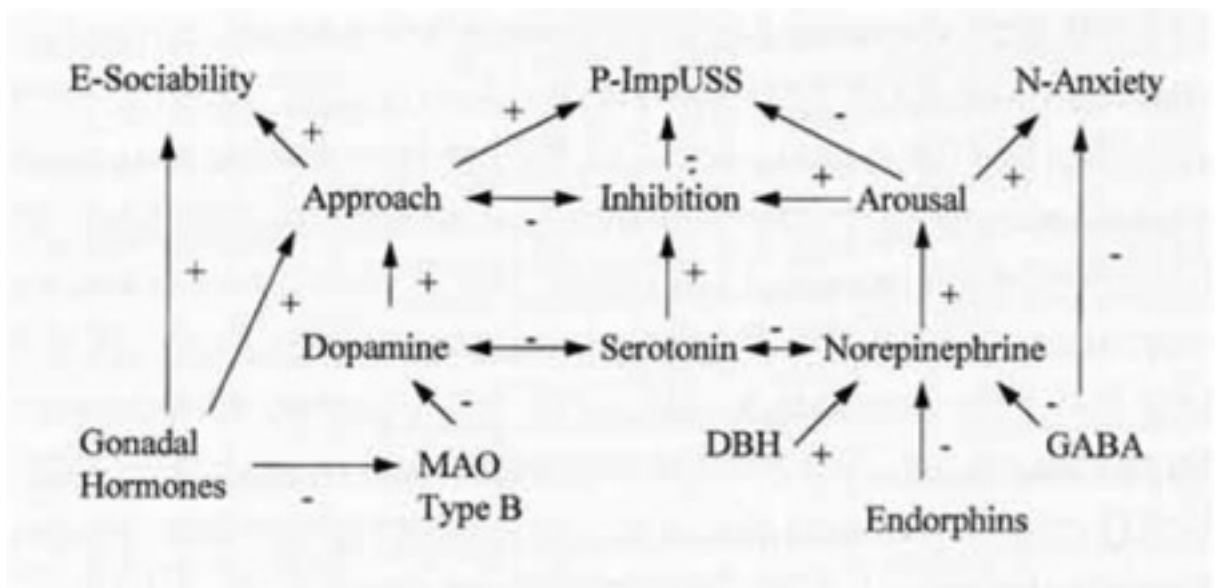 E-Sociability P-ImpUSS N-Anxiety
+ + - 
- + +
Approach Inhibition Arousal
-
+ + + + + -
- -
Dopamine Serotonin Norepinephrine
- -
Gonadal MAO DBH + - GABA
Hormones Type B
- Endorphins